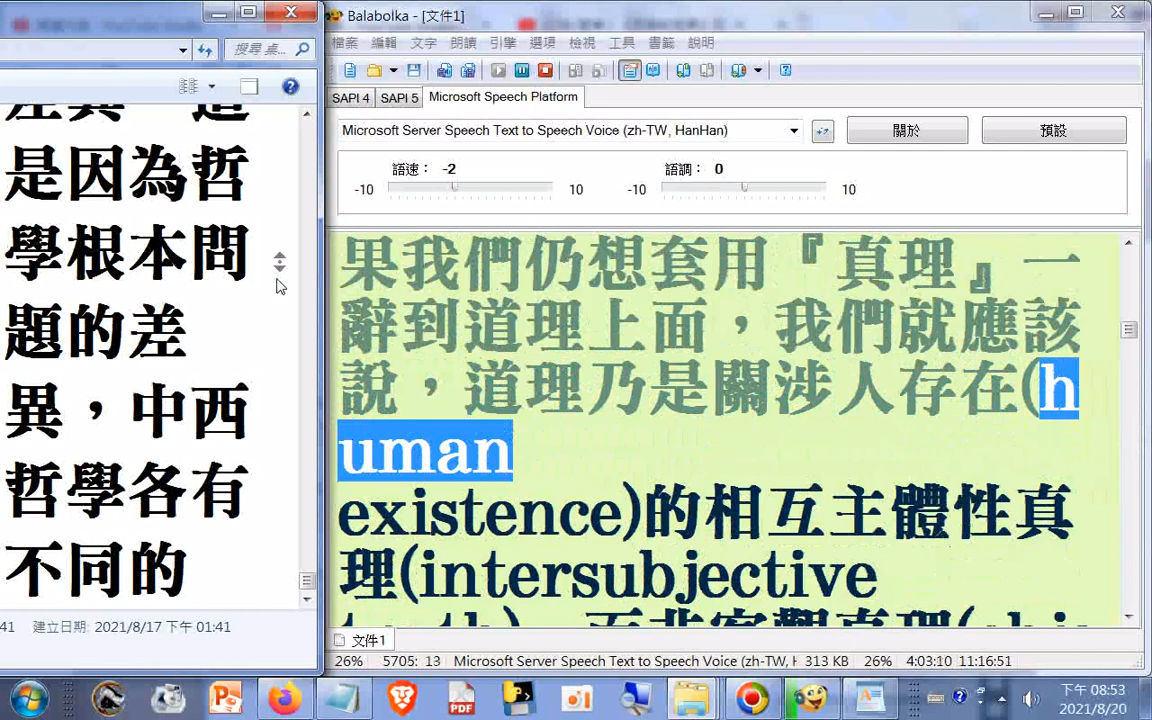 Balabolka - [文件1]
搜尋 桌...
檔案 編輯 文字 朗讀 引擎 選項 檢視 工具 書籤 說明
SAPI 4 SAPI 5 Microsoft Speech Platform
Microsoft Server Speech Text to Speech Voice (zh-TW, HanHan) 關於 預設
語速： -2 語調： 0
-10 10 -10 10
是因為哲
學根本問
題的差
異，中西
哲學各有
不同的
41 建立日期: 2021/8/17 下午 01:41
果我們仍想套用『真理』一
辭到道理上面，我們就應該
說，道理乃是關涉人存在(h
uman
existence)的相互主體性真
理(intersubjective
文件1
26% 5705: 13 Microsoft Server Speech Text to Speech Voice (zh-TW, H 313 KB 26% 4:03:10 11:16:51
PDF
下午 08:53
2021/8/20